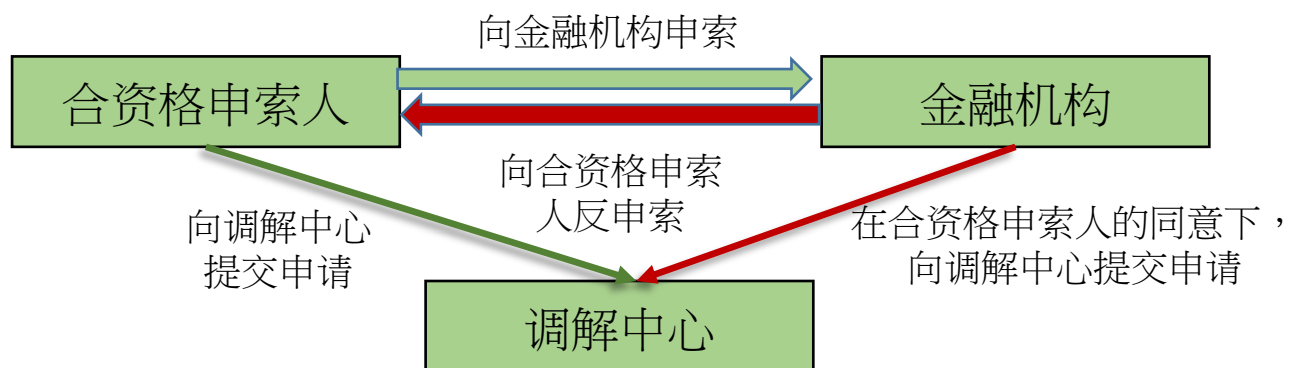 向金融机构申索
合资格申索人
金融机构
向合资格申索
人反申索
向调解中心
提交申请
在合资格申索人的同意下，
向调解中心提交申请
调解中心